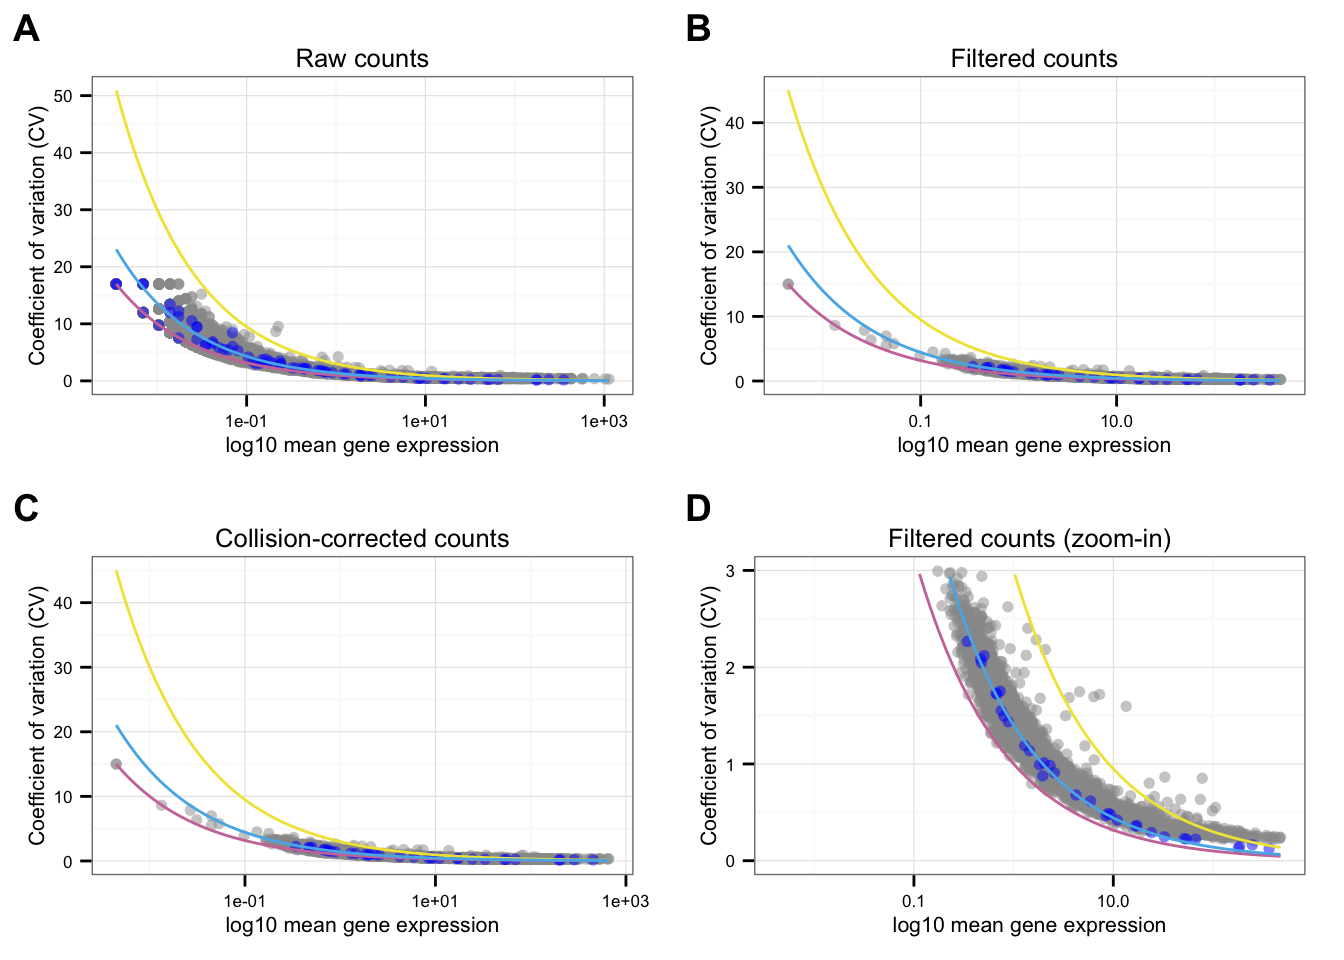 A
Raw counts
Coefficient of variation (CV)
50
40
30
20
10
0
1e-01
1e+01
1e+03
log10 mean gene expression
B
Filtered counts
Coefficient of variation (CV)
40
30
20
10
0
0.1
10.0
log10 mean gene expression
C
Collision-corrected counts
Coefficient of variation (CV)
40
30
20
10
0
1e-01
1e+01
1e+03
log10 mean gene expression
D
Filtered counts (zoom-in)
Coefficient of variation (CV)
3
2
1
0
0.1
10.0
log10 mean gene expression